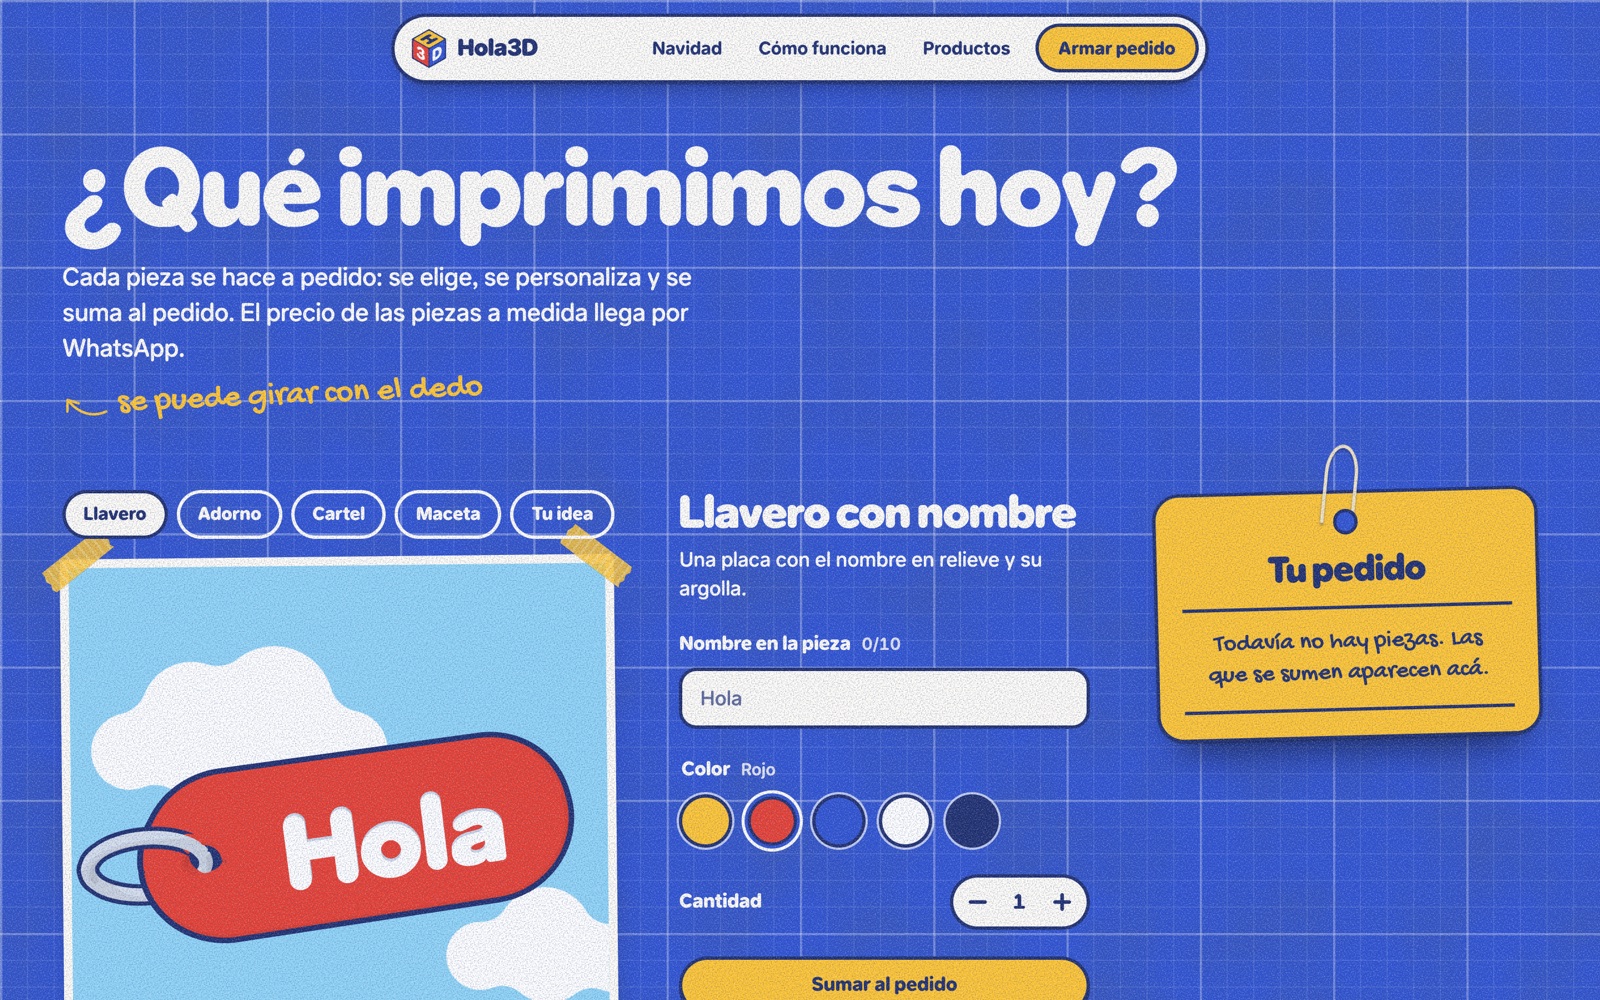 H
3 D
Hola3D
Navidad
Cómo funciona
Productos
Armar pedido
¿Qué imprimimos hoy?
Cada pieza se hace a pedido: se elige, se personaliza y se
suma al pedido. El precio de las piezas a medida llega por
WhatsApp.
se puede girar con el dedo
Llavero
Adorno
Cartel
Maceta
Tu idea
Hola
Llavero con nombre
Una placa con el nombre en relieve y su
argolla.
Nombre en la pieza 0/10
Hola
Color Rojo
Cantidad
− 1 +
Sumar al pedido
Tu pedido
Todavía no hay piezas. Las
que se sumen aparecen acá.